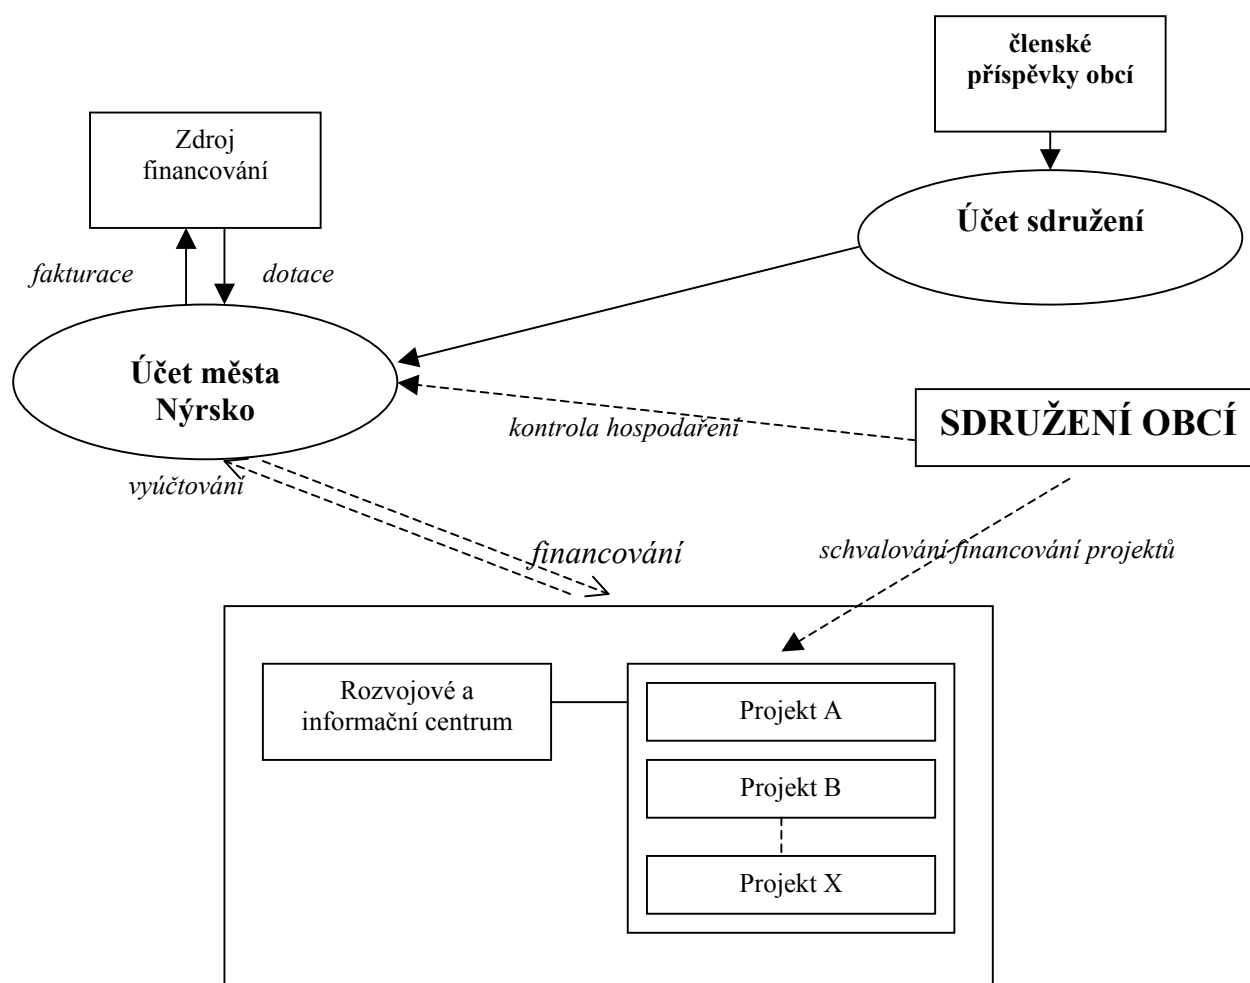 členské
příspěvky obcí
Zdroj
financování
Účet sdružení
fakturace
dotace
Účet města
Nýrsko
SDRUŽENÍ OBCÍ
kontrola hospodaření
vyúčtování
financování
schvalování financování projektů
Rozvojové a
informační centrum
Projekt A
Projekt B
Projekt X